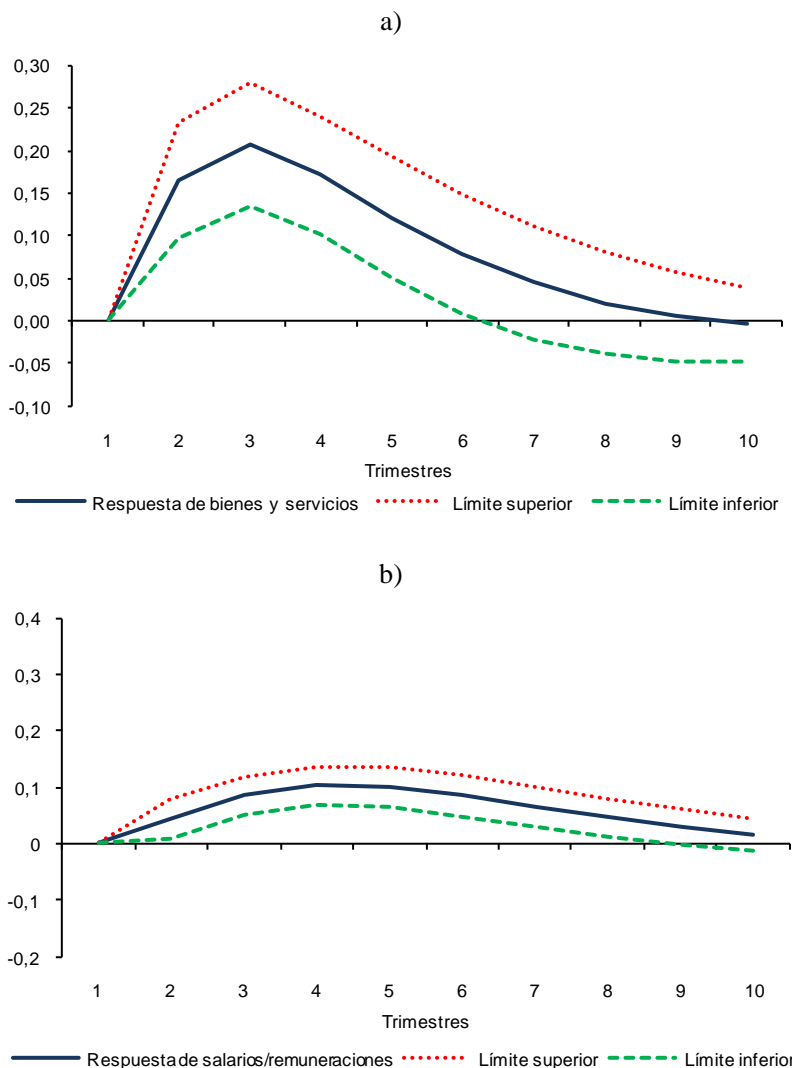 a)
0,30
0,25
0,20
0,15
0,10
0,05
0,00
-0,05
-0,10
1 2 3 4 5 6 7 8 9 10
Trimestres
Respuesta de bienes y servicios Límite superior Límite inferior
b)
0,4
0,3
0,2
0,1
0
-0,1
-0,2
1 2 3 4 5 6 7 8 9 10
Trimestres
Respuesta de salarios/remuneraciones Límite superior Límite inferior